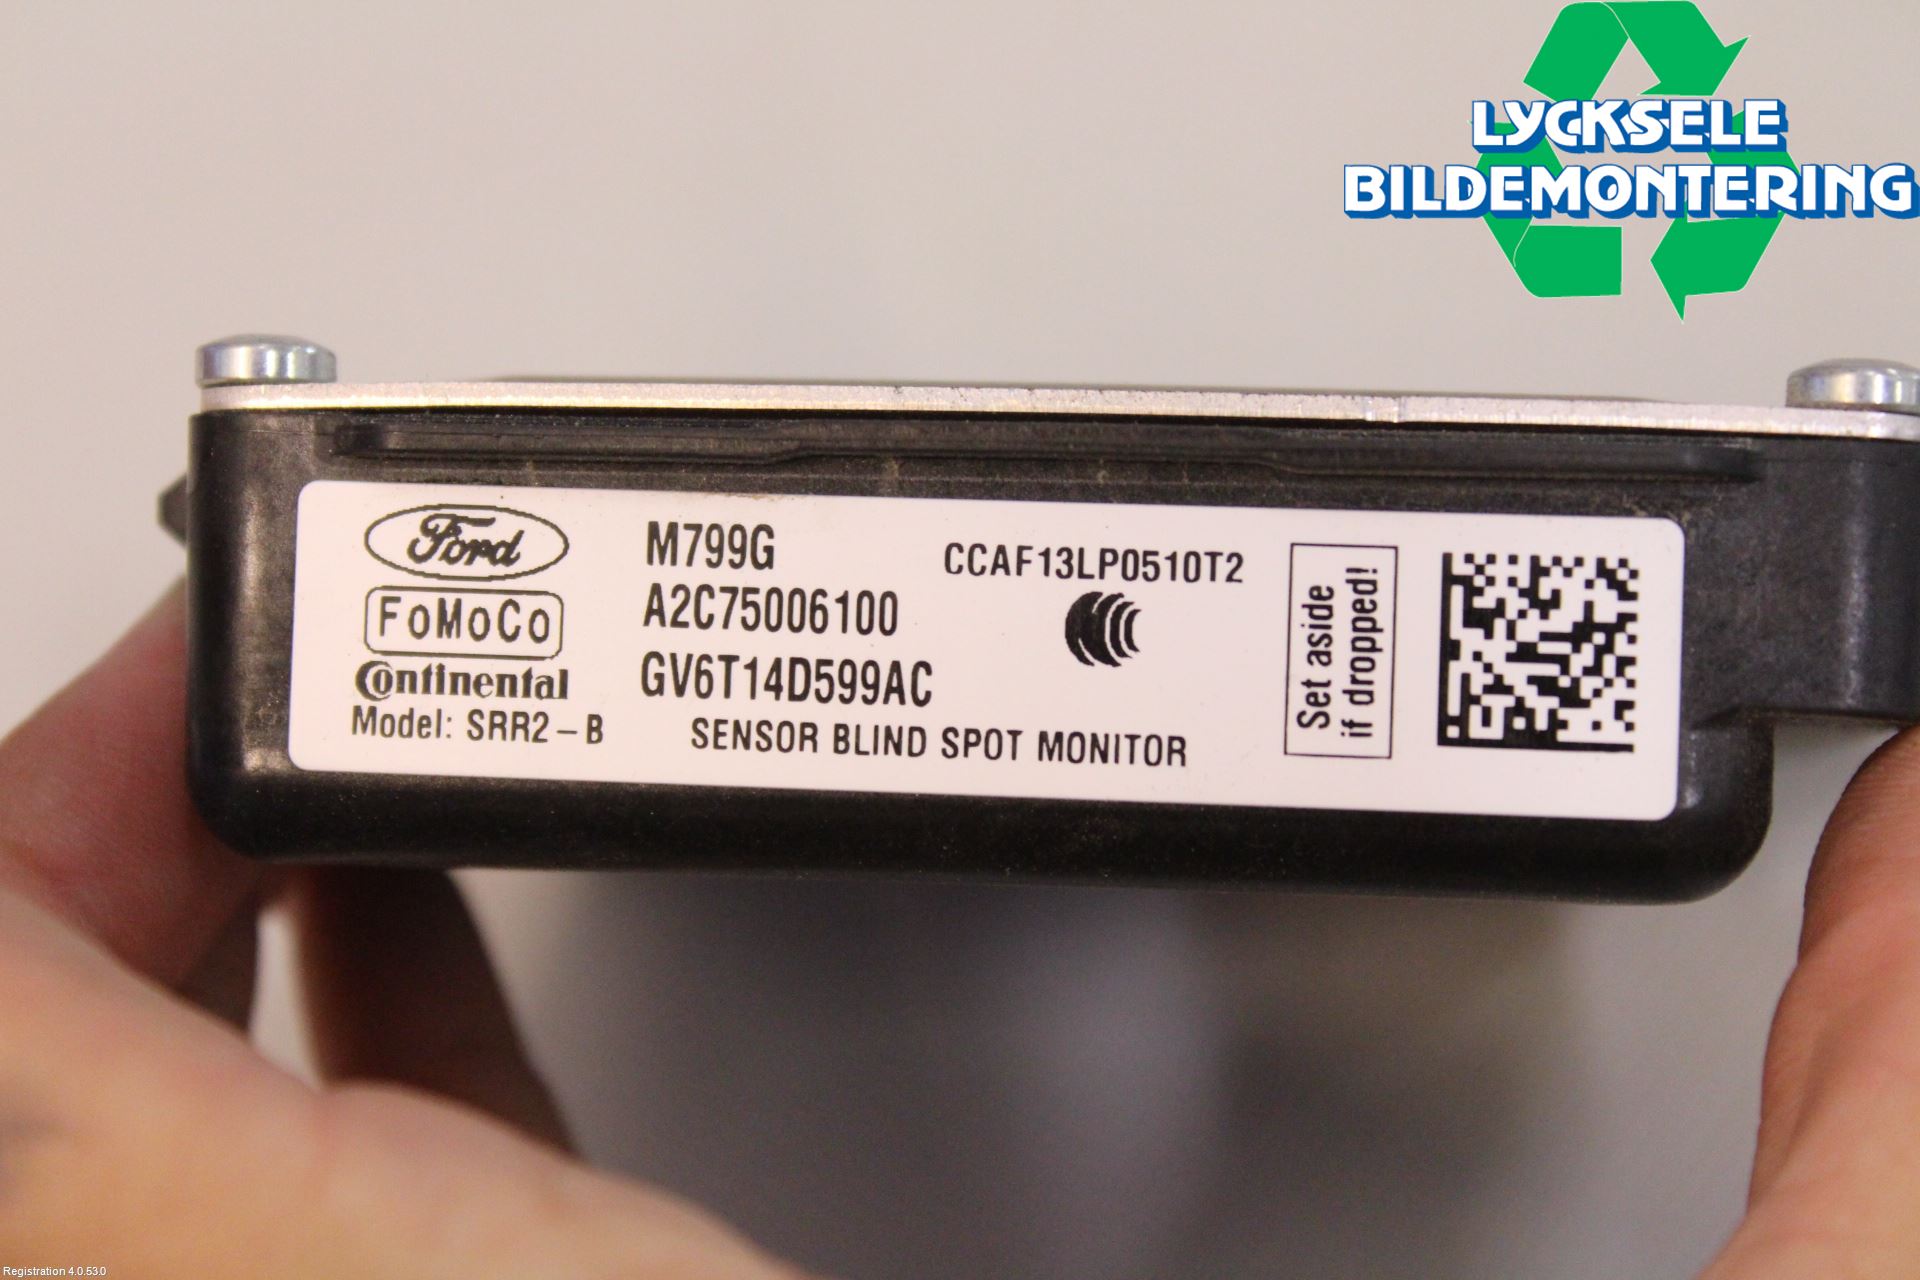 LYCKSELE
BILDEMONTERING
Ford
FoMoCo
Continental
Model: SRR2-B
M799G
A2C75006100
GV6T14D599AC
SENSOR BLIND SPOT MONITOR
CCAF13LP0510T2
Set aside
if dropped!
Registration 4.0.53.0